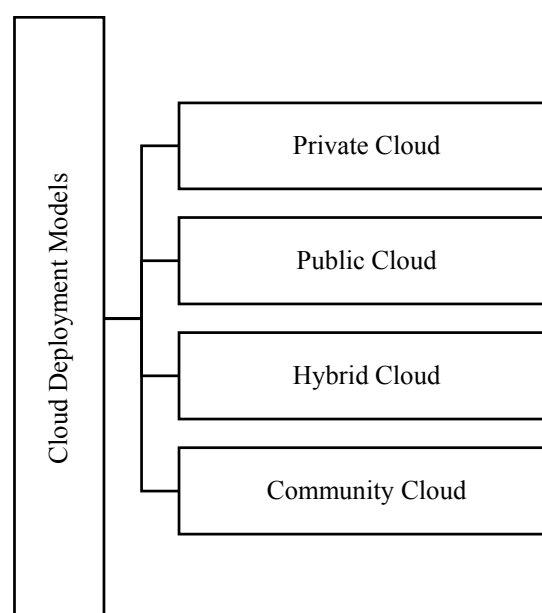 Cloud Deployment Models
Private Cloud
Public Cloud
Hybrid Cloud
Community Cloud